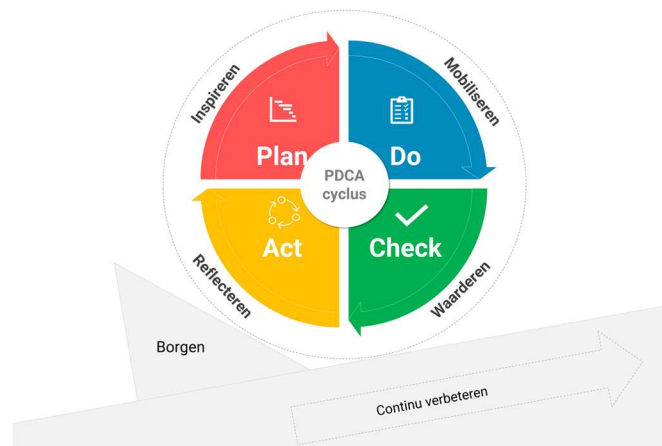 Inspireren
Mobiliseren
Plan
Do
PDCA
cyclus
Act
Check
Reflecteren
Waarderen
Borgen
Continu verbeteren